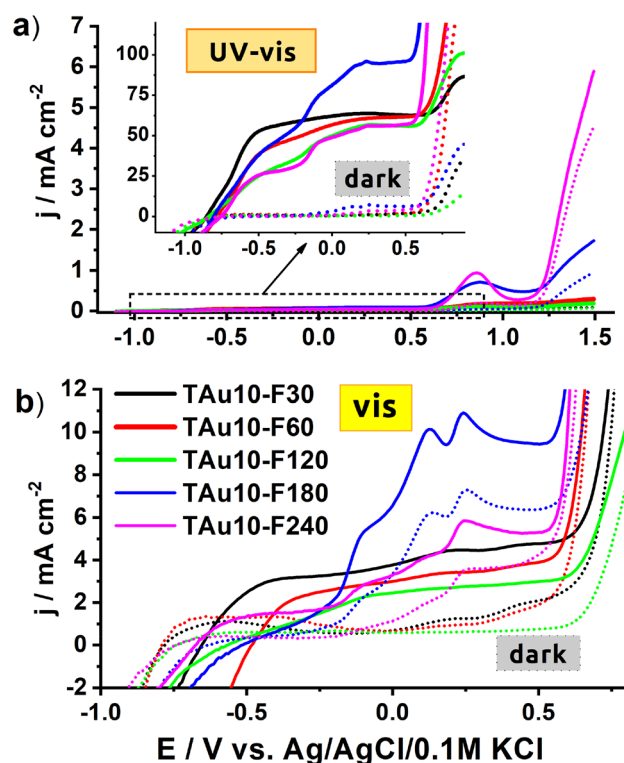 a)
7
6
5
4
3
2
1
0
j / mA cm-2
-1.0 -0.5 0.0 0.5 1.0 1.5
100
75
50
25
0
-1.0 -0.5 0.0 0.5
UV-vis
dark
b)
12
10
8
6
4
2
0
-2
j / mA cm-2
TAu10-F30
TAu10-F60
TAu10-F120
TAu10-F180
TAu10-F240
vis
dark
-1.0 -0.5 0.0 0.5
E / V vs. Ag/AgCl/0.1M KCl